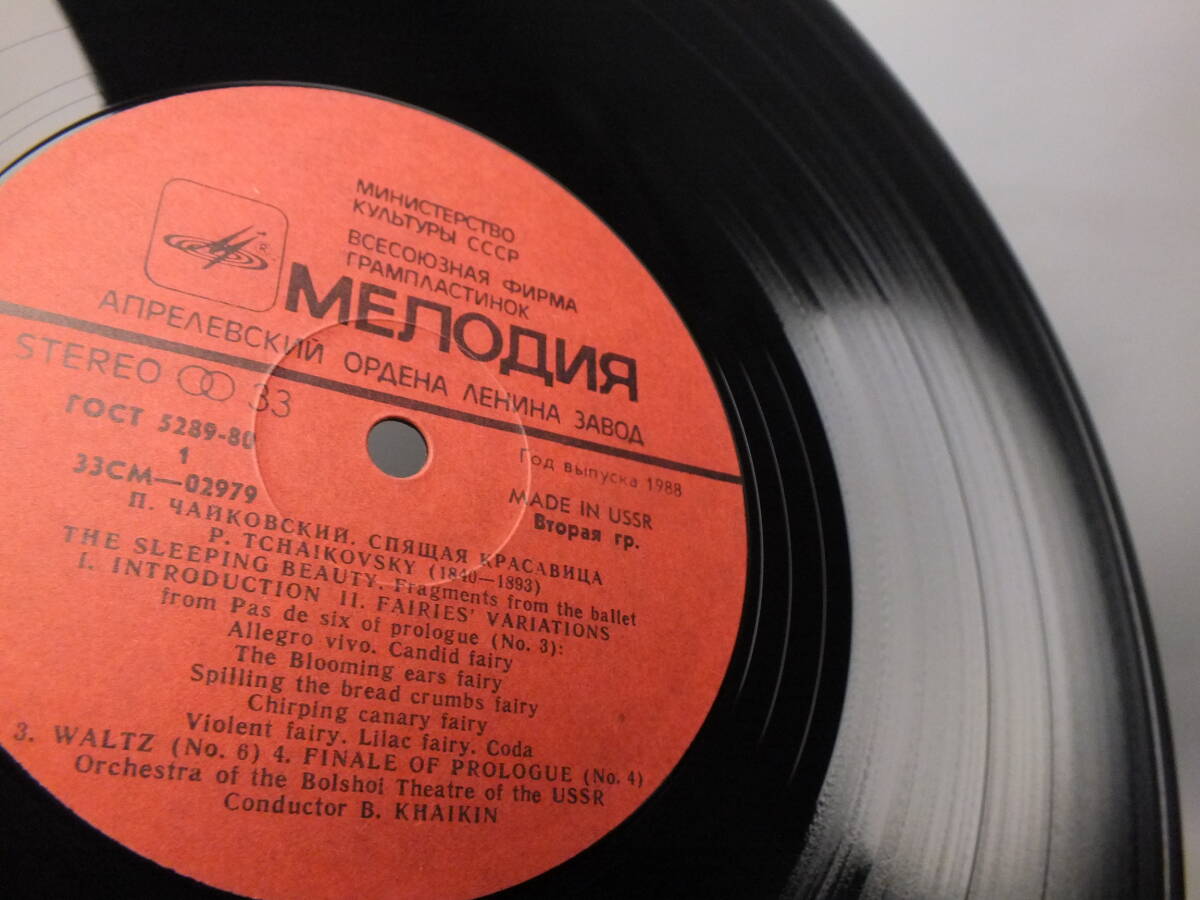 МИНИСТЕРСТВО
КУЛЬТУРЫ СССР
ВСЕСОЮЗНАЯ ФИРМА
ГРАМПЛАСТИНОК
МЕЛОДИЯ
АПРЕЛЕВСКИЙ ОРДЕНА ЛЕНИНА ЗАВОД
STEREO 33
ГОСТ 5289-80
1
33СМ—02979
Год выпуска 1988
MADE IN USSR
Вторая гр.
П. ЧАЙКОВСКИЙ. СПЯЩАЯ КРАСАВИЦА
P. TCHAIKOVSKY (1840—1893)
THE SLEEPING BEAUTY. Fragments from the ballet
I. INTRODUCTION II. FAIRIES' VARIATIONS
from Pas de six of prologue (No. 3):
Allegro vivo. Candid fairy
The Blooming ears fairy
Spilling the bread crumbs fairy
Chirping canary fairy
Violent fairy. Lilac fairy. Coda
3. WALTZ (No. 6) 4. FINALE OF PROLOGUE (No. 4)
Orchestra of the Bolshoi Theatre of the USSR
Conductor B. KHAIKIN